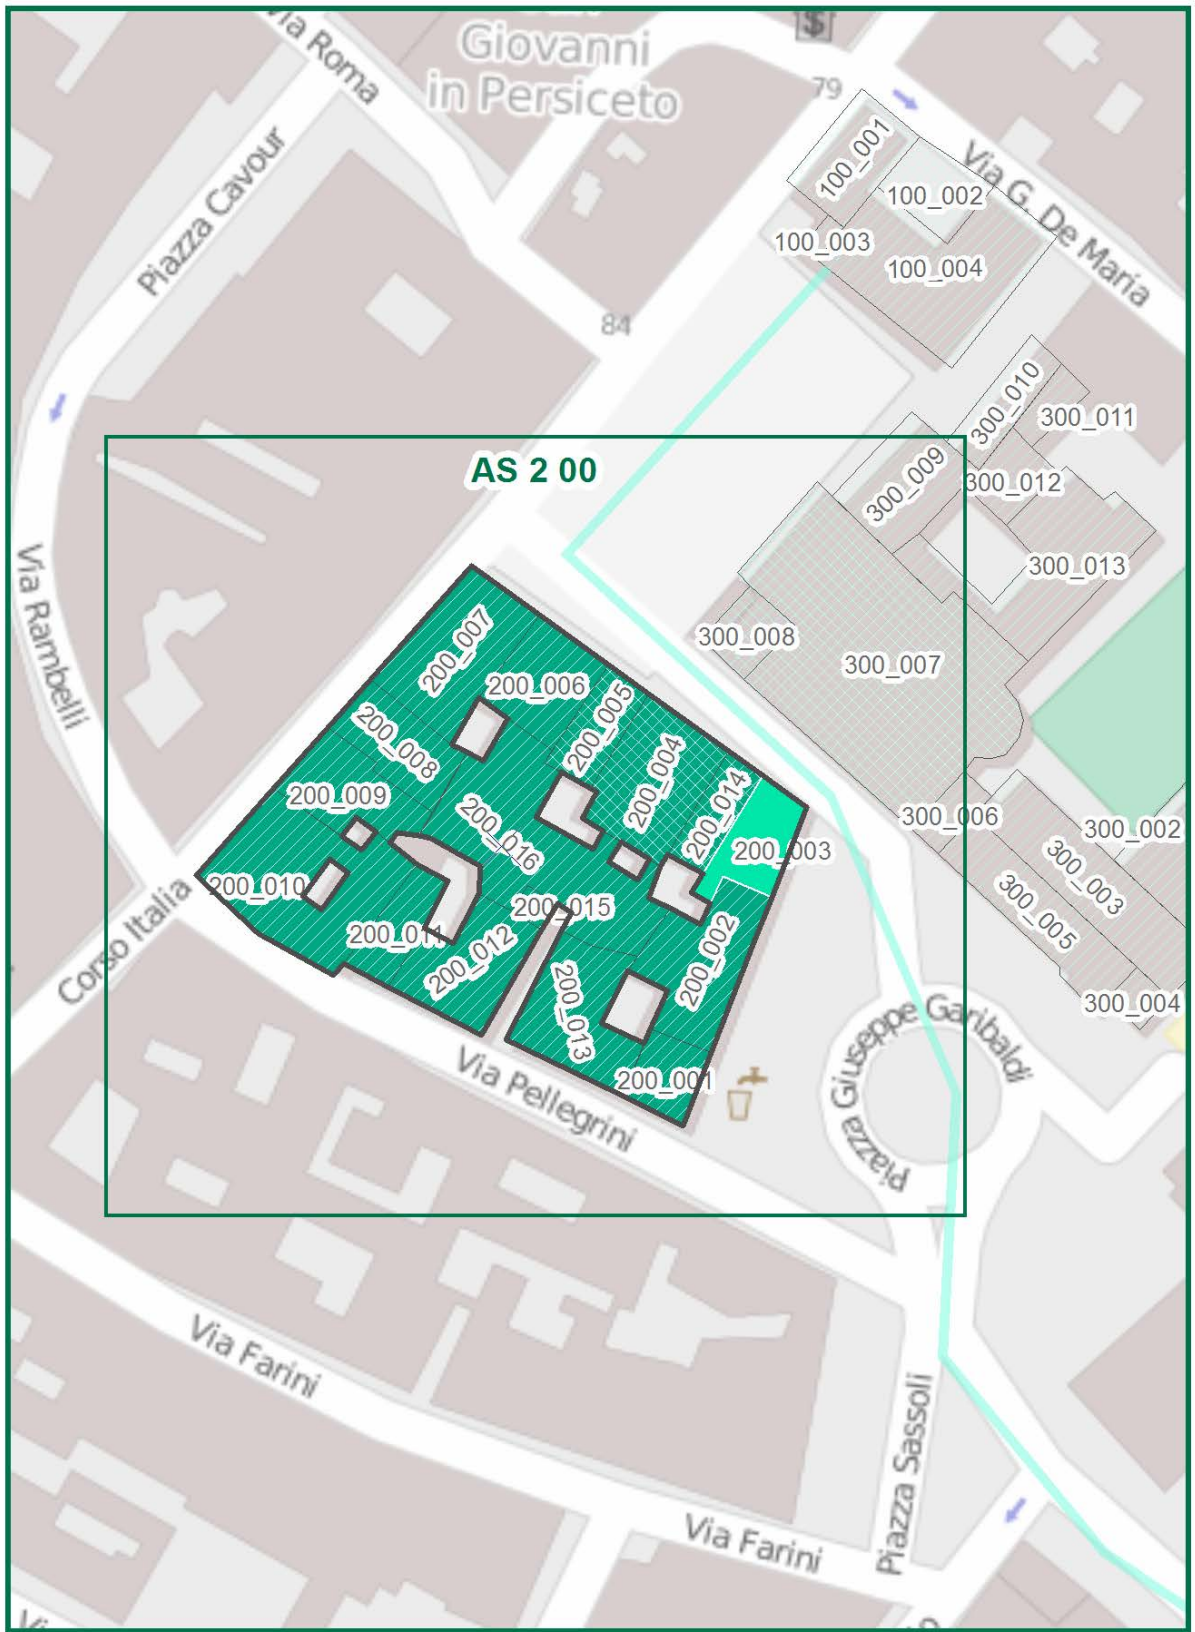 Via Roma
Giovanni
in Persiceto
79
Via G. De Maria
Piazza Cavour
100_001
100_002
100_003
100_004
84
300_010
300_011
AS 2 00
300_009
300_012
Via Rambelli
300_013
200_007
300_008
300_007
200_006
200_005
200_008
200_004
200_014
200_009
200_016
300_006
300_002
200_003
300_003
200_010
200_015
300_005
Corso Italia
200_011
200_012
200_002
300_004
200_013
Piazza Giuseppe Garibaldi
Via Pellegrini
200_001
Via Farini
Piazza Sassoli
Via Farini